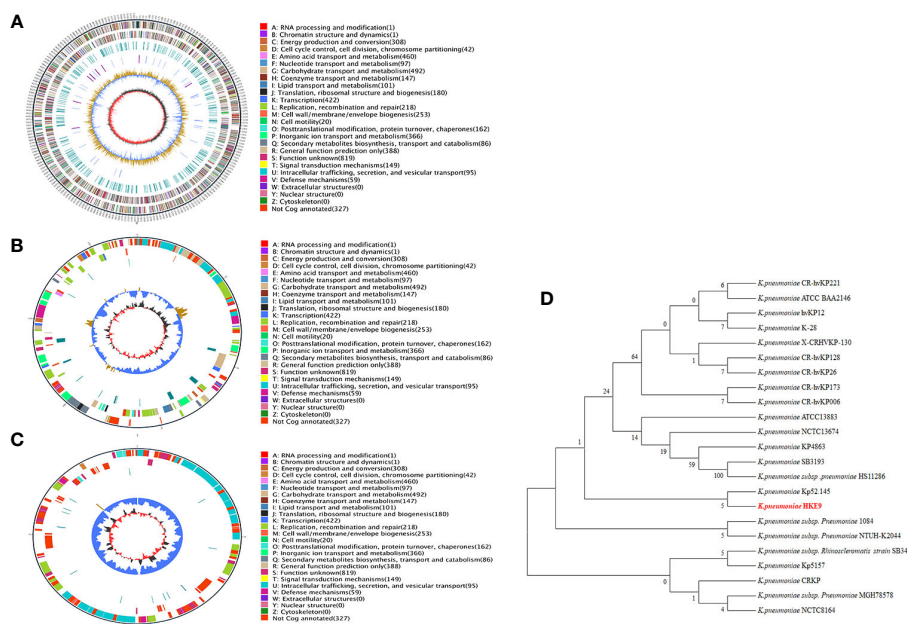 A
A: RNA processing and modification(1)
B: Chromatin structure and dynamics(1)
C: Energy production and conversion(308)
D: Cell cycle control, cell division, chromosome partitioning(42)
E: Amino acid transport and metabolism(460)
F: Nucleotide transport and metabolism(97)
G: Carbohydrate transport and metabolism(492)
H: Coenzyme transport and metabolism(147)
I: Lipid transport and metabolism(101)
J: Translation, ribosomal structure and biogenesis(180)
K: Transcription(422)
L: Replication, recombination and repair(218)
M: Cell wall/membrane/envelope biogenesis(253)
N: Cell motility(20)
O: Posttranslational modification, protein turnover, chaperones(162)
P: Inorganic ion transport and metabolism(366)
Q: Secondary metabolites biosynthesis, transport and catabolism(86)
R: General function prediction only(388)
S: Function unknown(819)
T: Signal transduction mechanisms(149)
U: Intracellular trafficking, secretion, and vesicular transport(95)
V: Defense mechanisms(59)
W: Extracellular structures(0)
Y: Nuclear structure(0)
Z: Cytoskeleton(0)
Not Cog annotated(327)
B
A: RNA processing and modification(1)
B: Chromatin structure and dynamics(1)
C: Energy production and conversion(308)
D: Cell cycle control, cell division, chromosome partitioning(42)
E: Amino acid transport and metabolism(460)
F: Nucleotide transport and metabolism(97)
G: Carbohydrate transport and metabolism(492)
H: Coenzyme transport and metabolism(147)
I: Lipid transport and metabolism(101)
J: Translation, ribosomal structure and biogenesis(180)
K: Transcription(422)
L: Replication, recombination and repair(218)
M: Cell wall/membrane/envelope biogenesis(253)
N: Cell motility(20)
O: Posttranslational modification, protein turnover, chaperones(162)
P: Inorganic ion transport and metabolism(366)
Q: Secondary metabolites biosynthesis, transport and catabolism(86)
R: General function prediction only(388)
S: Function unknown(819)
T: Signal transduction mechanisms(149)
U: Intracellular trafficking, secretion, and vesicular transport(95)
V: Defense mechanisms(59)
W: Extracellular structures(0)
Y: Nuclear structure(0)
Z: Cytoskeleton(0)
Not Cog annotated(327)
C
A: RNA processing and modification(1)
B: Chromatin structure and dynamics(1)
C: Energy production and conversion(308)
D: Cell cycle control, cell division, chromosome partitioning(42)
E: Amino acid transport and metabolism(460)
F: Nucleotide transport and metabolism(97)
G: Carbohydrate transport and metabolism(492)
H: Coenzyme transport and metabolism(147)
I: Lipid transport and metabolism(101)
J: Translation, ribosomal structure and biogenesis(180)
K: Transcription(422)
L: Replication, recombination and repair(218)
M: Cell wall/membrane/envelope biogenesis(253)
N: Cell motility(20)
O: Posttranslational modification, protein turnover, chaperones(162)
P: Inorganic ion transport and metabolism(366)
Q: Secondary metabolites biosynthesis, transport and catabolism(86)
R: General function prediction only(388)
S: Function unknown(819)
T: Signal transduction mechanisms(149)
U: Intracellular trafficking, secretion, and vesicular transport(95)
V: Defense mechanisms(59)
W: Extracellular structures(0)
Y: Nuclear structure(0)
Z: Cytoskeleton(0)
Not Cog annotated(327)
D
6 K.pneumoniae CR-hvKP221
K.pneumoniae ATCC BAA2146
0
K.pneumoniae hvKP12
7 K.pneumoniae K-28
0
K.pneumoniae X-CRHVKP-130
K.pneumoniae CR-hvKP128
1
7 K.pneumoniae CR-hvKP26
64
K.pneumoniae CR-hvKP173
7 K.pneumoniae CR-hvKP006
24
K.pneumoniae ATCC13883
K.pneumoniae NCTC13674
14
K.pneumoniae KP4863
19
K.pneumoniae SB3193
59
100 K.pneumoniae subsp .pneumoniae HS11286
1
K.pneumoniae Kp52.145
5 K.pneumoniae HKE9
K.pneumoniae subsp. Pneumoniae 1084
5 K.pneumoniae subsp. Pneumoniae NTUH-K2044
5 K.pneumoniae subsp. Rhinoscleromatis strain SB34
K.pneumoniae Kp5157
0
K.pneumoniae CRKP
1
K.pneumoniae subsp. Pneumoniae MGH78578
4 K.pneumoniae NCTC8164